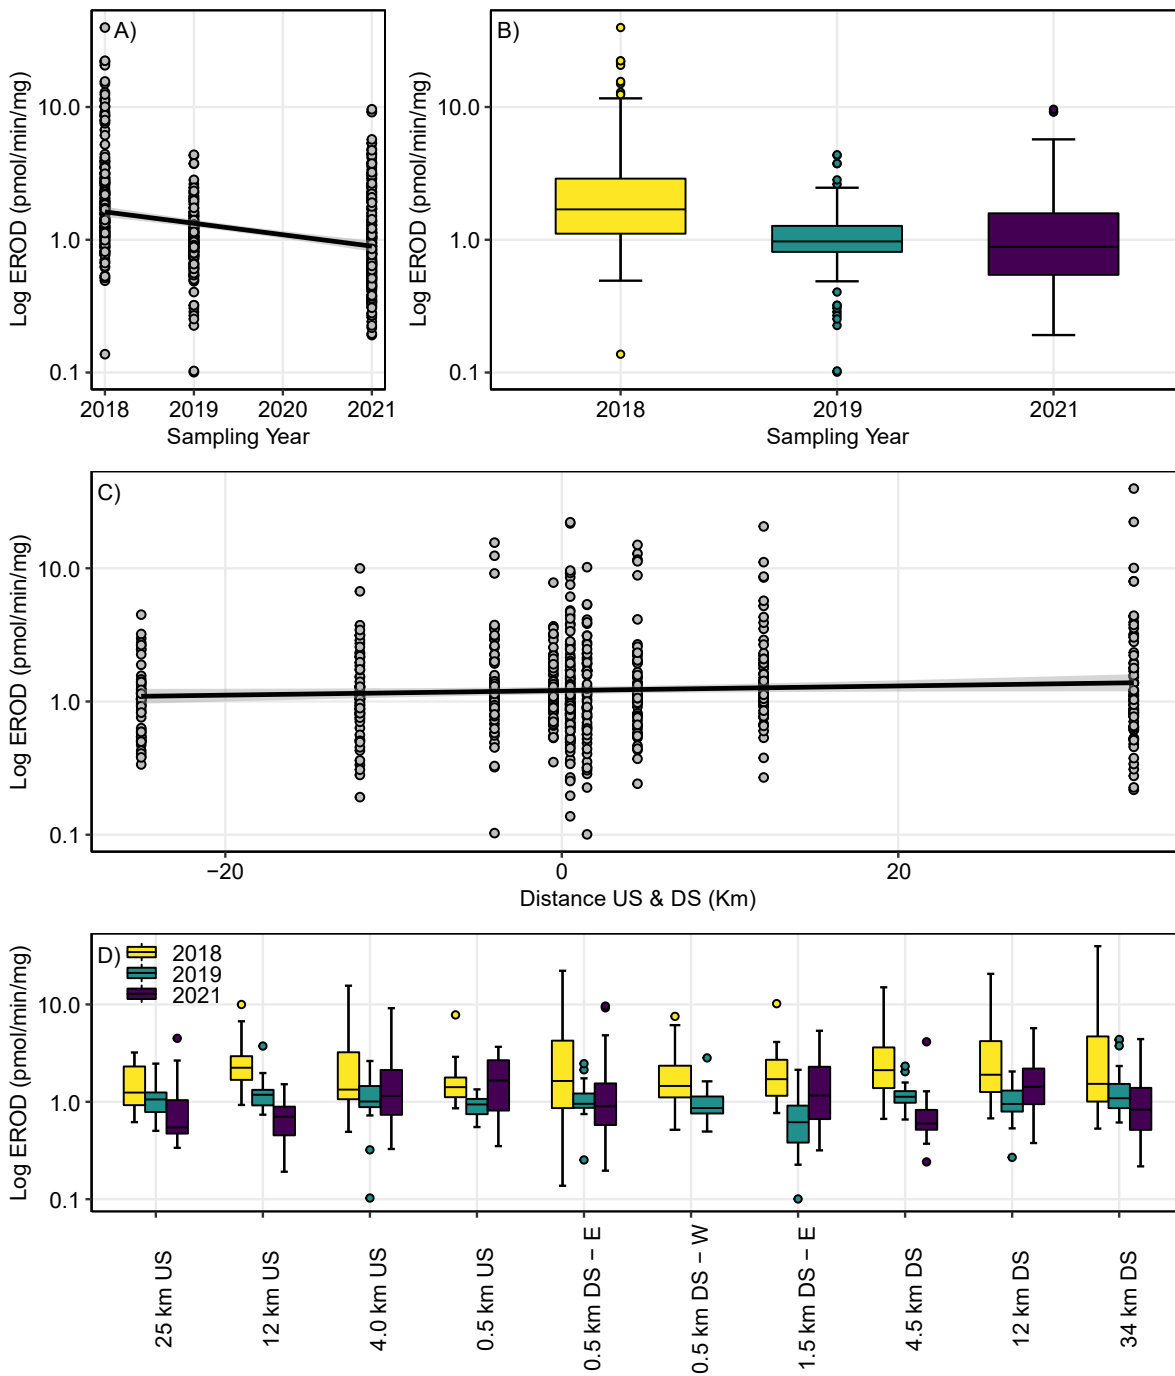 A)
Log EROD (pmol/min/mg)
10.0
1.0
0.1
2018 2019 2020 2021
Sampling Year
B)
Log EROD (pmol/min/mg)
10.0
1.0
0.1
2018 2019 2021
Sampling Year
C)
Log EROD (pmol/min/mg)
10.0
1.0
0.1
−20 0 20
Distance US & DS (Km)
D)
2018
2019
2021
Log EROD (pmol/min/mg)
10.0
1.0
0.1
25 km US
12 km US
4.0 km US
0.5 km US
0.5 km DS − E
0.5 km DS − W
1.5 km DS − E
4.5 km DS
12 km DS
34 km DS